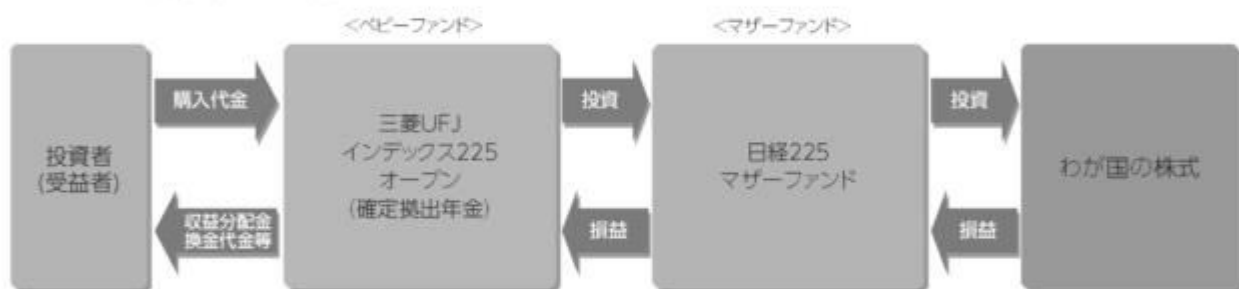 <ベビーファンド>
<マザーファンド>
投資者
(受益者)
購入代金
収益分配金
換金代金等
三菱UFJ
インデックス225
オープン
(確定拠出年金)
投資
損益
日経225
マザーファンド
投資
損益
わが国の株式